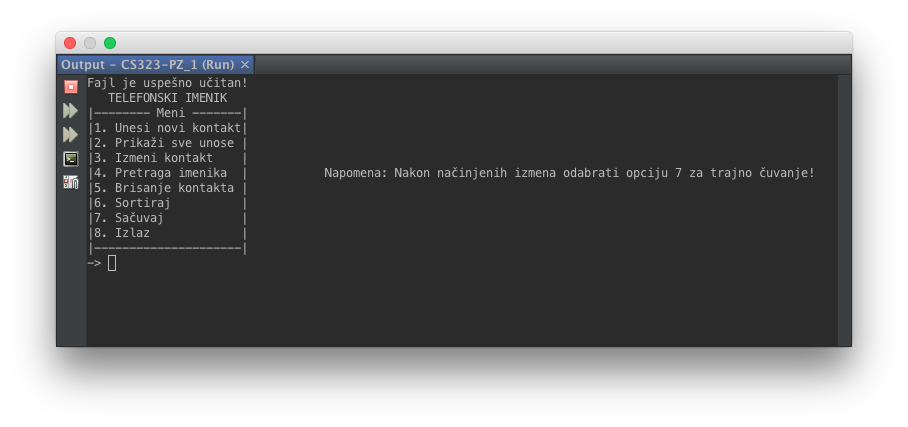 Output - CS323-PZ_1 (Run) ×
Fajl je uspešno učitan!
   TELEFONSKI IMENIK
|-------- Meni -------|
|1. Unesi novi kontakt|
|2. Prikaži sve unose |
|3. Izmeni kontakt    |
|4. Pretraga imenika  |           Napomena: Nakon načinjenih izmena odabrati opciju 7 za trajno čuvanje!
|5. Brisanje kontakta |
|6. Sortiraj          |
|7. Sačuvaj           |
|8. Izlaz             |
|---------------------|
->